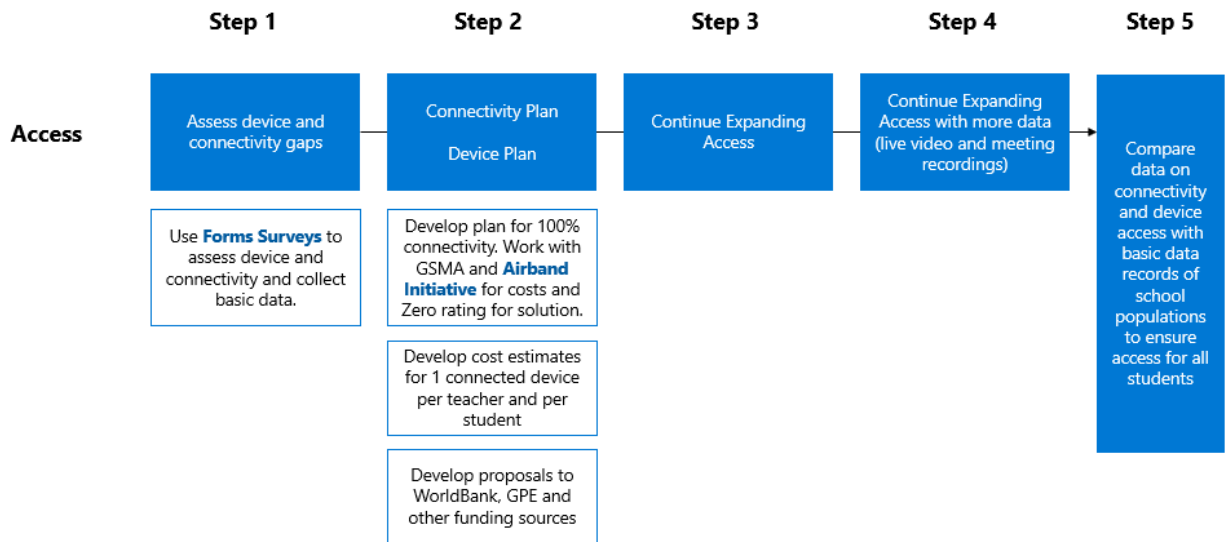 Step 1
Step 2
Step 3
Step 4
Step 5
Access
Assess device and
connectivity gaps
Connectivity Plan
Device Plan
Continue Expanding
Access
Continue Expanding
Access with more data
(live video and meeting
recordings)
Compare
data on
connectivity
and device
access with
basic data
records of
school
populations
to ensure
access for all
students
Use Forms Surveys to
assess device and
connectivity and collect
basic data.
Develop plan for 100%
connectivity. Work with
GSMA and Airband
Initiative for costs and
Zero rating for solution.
Develop cost estimates
for 1 connected device
per teacher and per
student
Develop proposals to
WorldBank, GPE and
other funding sources